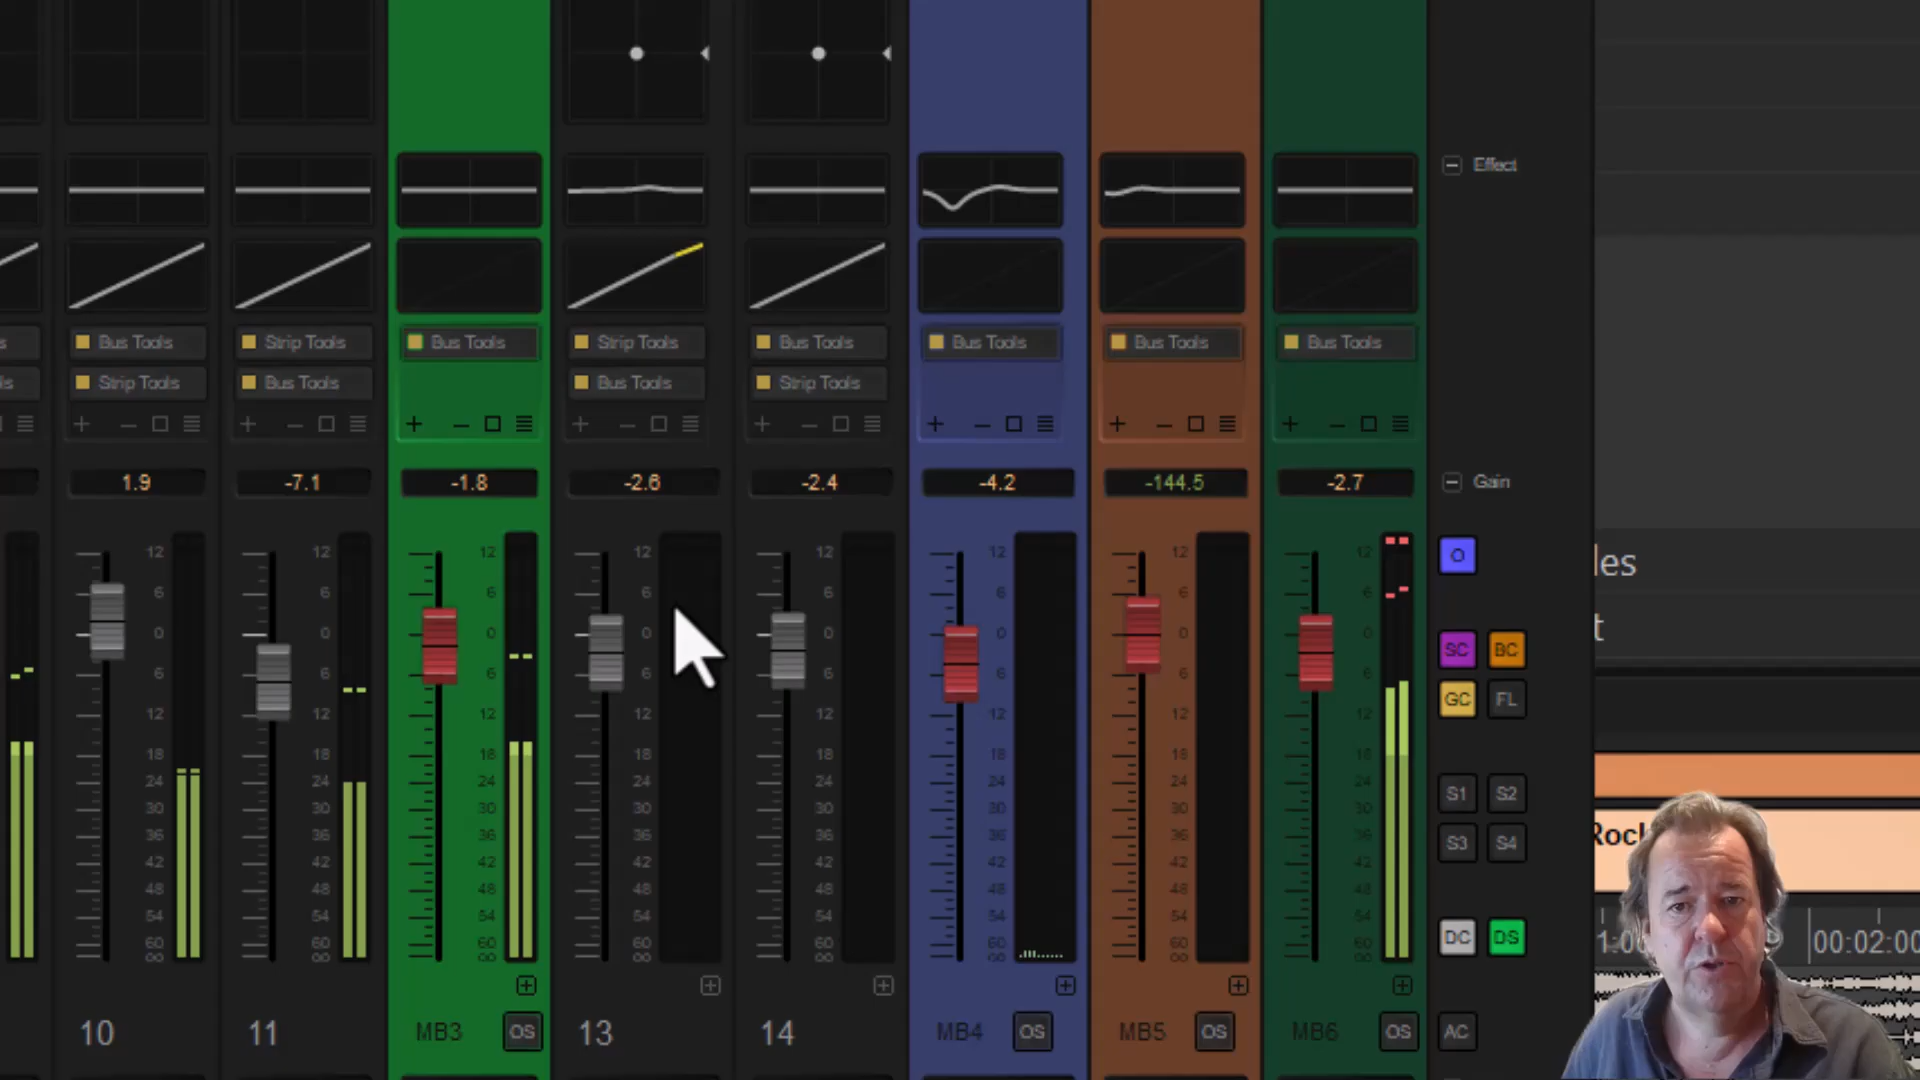 Effect
s Bus Tools Strip Tools Bus Tools Strip Tools Bus Tools Bus Tools Bus Tools Bus Tools
ls Strip Tools Bus Tools Bus Tools Strip Tools
1.9 -7.1 -1.8 -2.6 -2.4 -4.2 -144.5 -2.7 Gain
12 12 12 12 12 12 12 12 O les
6 6 6 6 6 6 6 6
0 0 0 0 0 0 0 0 SC BC t
6 6 6 6 6 6 6 6
12 12 12 12 12 12 12 12 GC FL
18 18 18 18 18 18 18 18
24 24 24 24 24 24 24 24 S1 S2
30 30 30 30 30 30 30 30
36 36 36 36 36 36 36 36 S3 S4 Rock
42 42 42 42 42 42 42 42
48 48 48 48 48 48 48 48
54 54 54 54 54 54 54 54
60 60 60 60 60 60 60 60 DC DS 1:00 00:02:00
∞ ∞ ∞ ∞ ∞ ∞ ∞ ∞
10 11 MB3 OS 13 14 MB4 OS MB5 OS MB6 OS AC